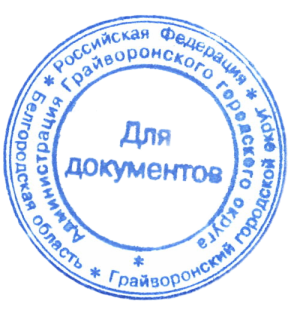 Российская Федерация * Грайворонский городской округ * Белгородская область *
Администрация Грайворонского городского округа *
Для
документов